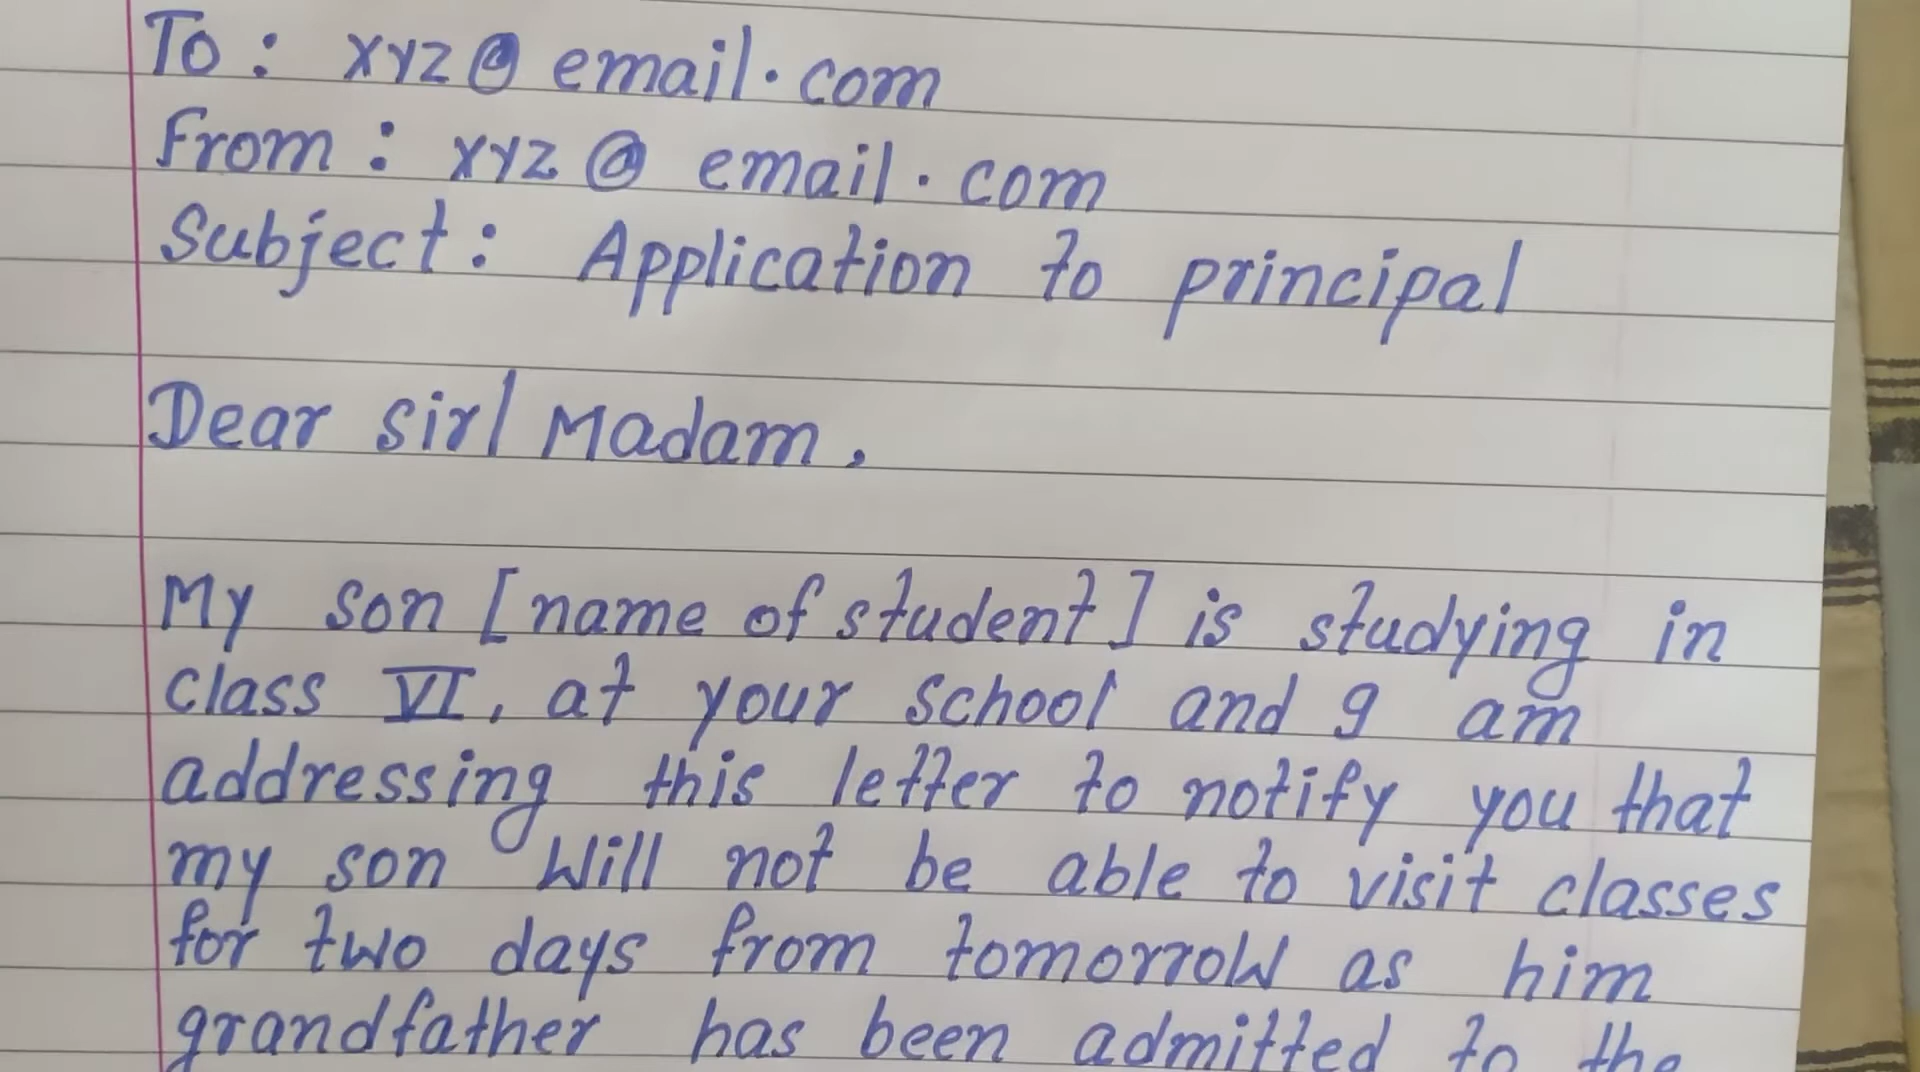 To: xyz@email.com
From: xyz@email.com
Subject: Application to principal
Dear sir/Madam,
My son [name of student] is studying in
class VI, at your school and I am
addressing this letter to notify you that
my son will not be able to visit classes
for two days from tomorrow as him
grandfather has been admitted to the